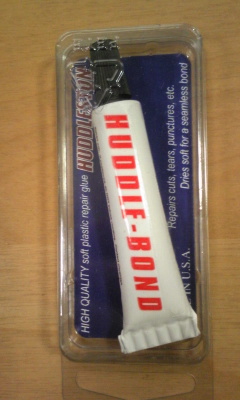 HUDDLESTON
HIGH QUALITY soft plastic repair glue
HUDDLE-BOND
Repairs cuts, tears, punctures, etc.
Dries soft for a seamless bond
IN U.S.A.